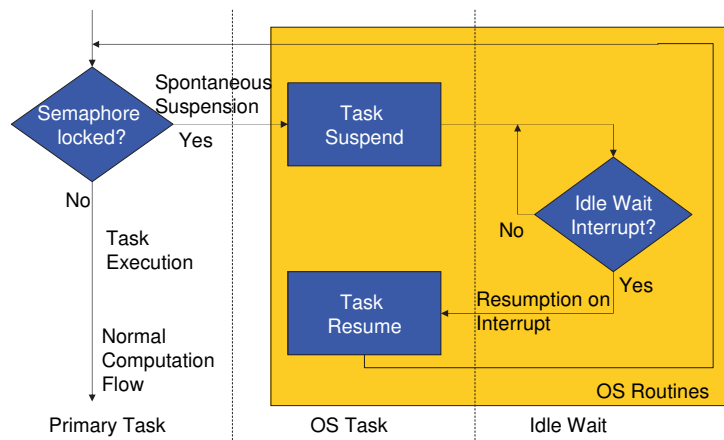 Spontaneous
Suspension
Semaphore
locked?
Yes
No
Task
Suspend
Idle Wait
Interrupt?
No
Yes
Task
Execution
Task
Resume
Resumption on
Interrupt
Normal
Computation
Flow
OS Routines
Primary Task
OS Task
Idle Wait